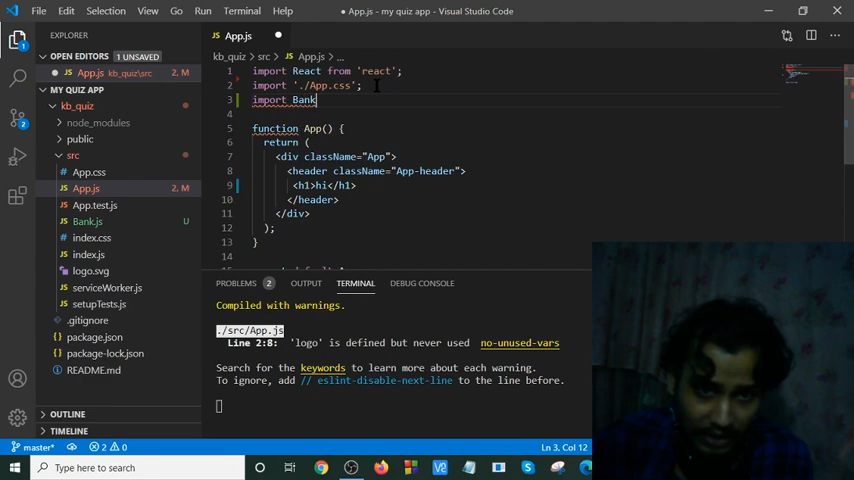 File Edit Selection View Go Run Terminal Help
● App.js - my quiz app - Visual Studio Code
EXPLORER
...
OPEN EDITORS 1 UNSAVED
App.js kb_quiz\src 2, M
MY QUIZ APP
kb_quiz
node_modules
public
src
App.css
App.js 2, M
App.test.js
Bank.js U
index.css
index.js
logo.svg
serviceWorker.js
setupTests.js
.gitignore
package.json
package-lock.json
README.md
OUTLINE
TIMELINE
App.js
kb_quiz > src > App.js > ...
1 import React from 'react';
2 import './App.css';
3 import Bank
4
5 function App() {
6 return (
7 <div className="App">
8 <header className="App-header">
9 <h1>hi</h1>
10 </header>
11 </div>
12 );
13 }
14
PROBLEMS 2 OUTPUT TERMINAL DEBUG CONSOLE
Compiled with warnings.
./src/App.js
Line 2:8: 'logo' is defined but never used no-unused-vars
Search for the keywords to learn more about each warning.
To ignore, add // eslint-disable-next-line to the line before.
master* 2 0
Ln 3, Col 12
Type here to search